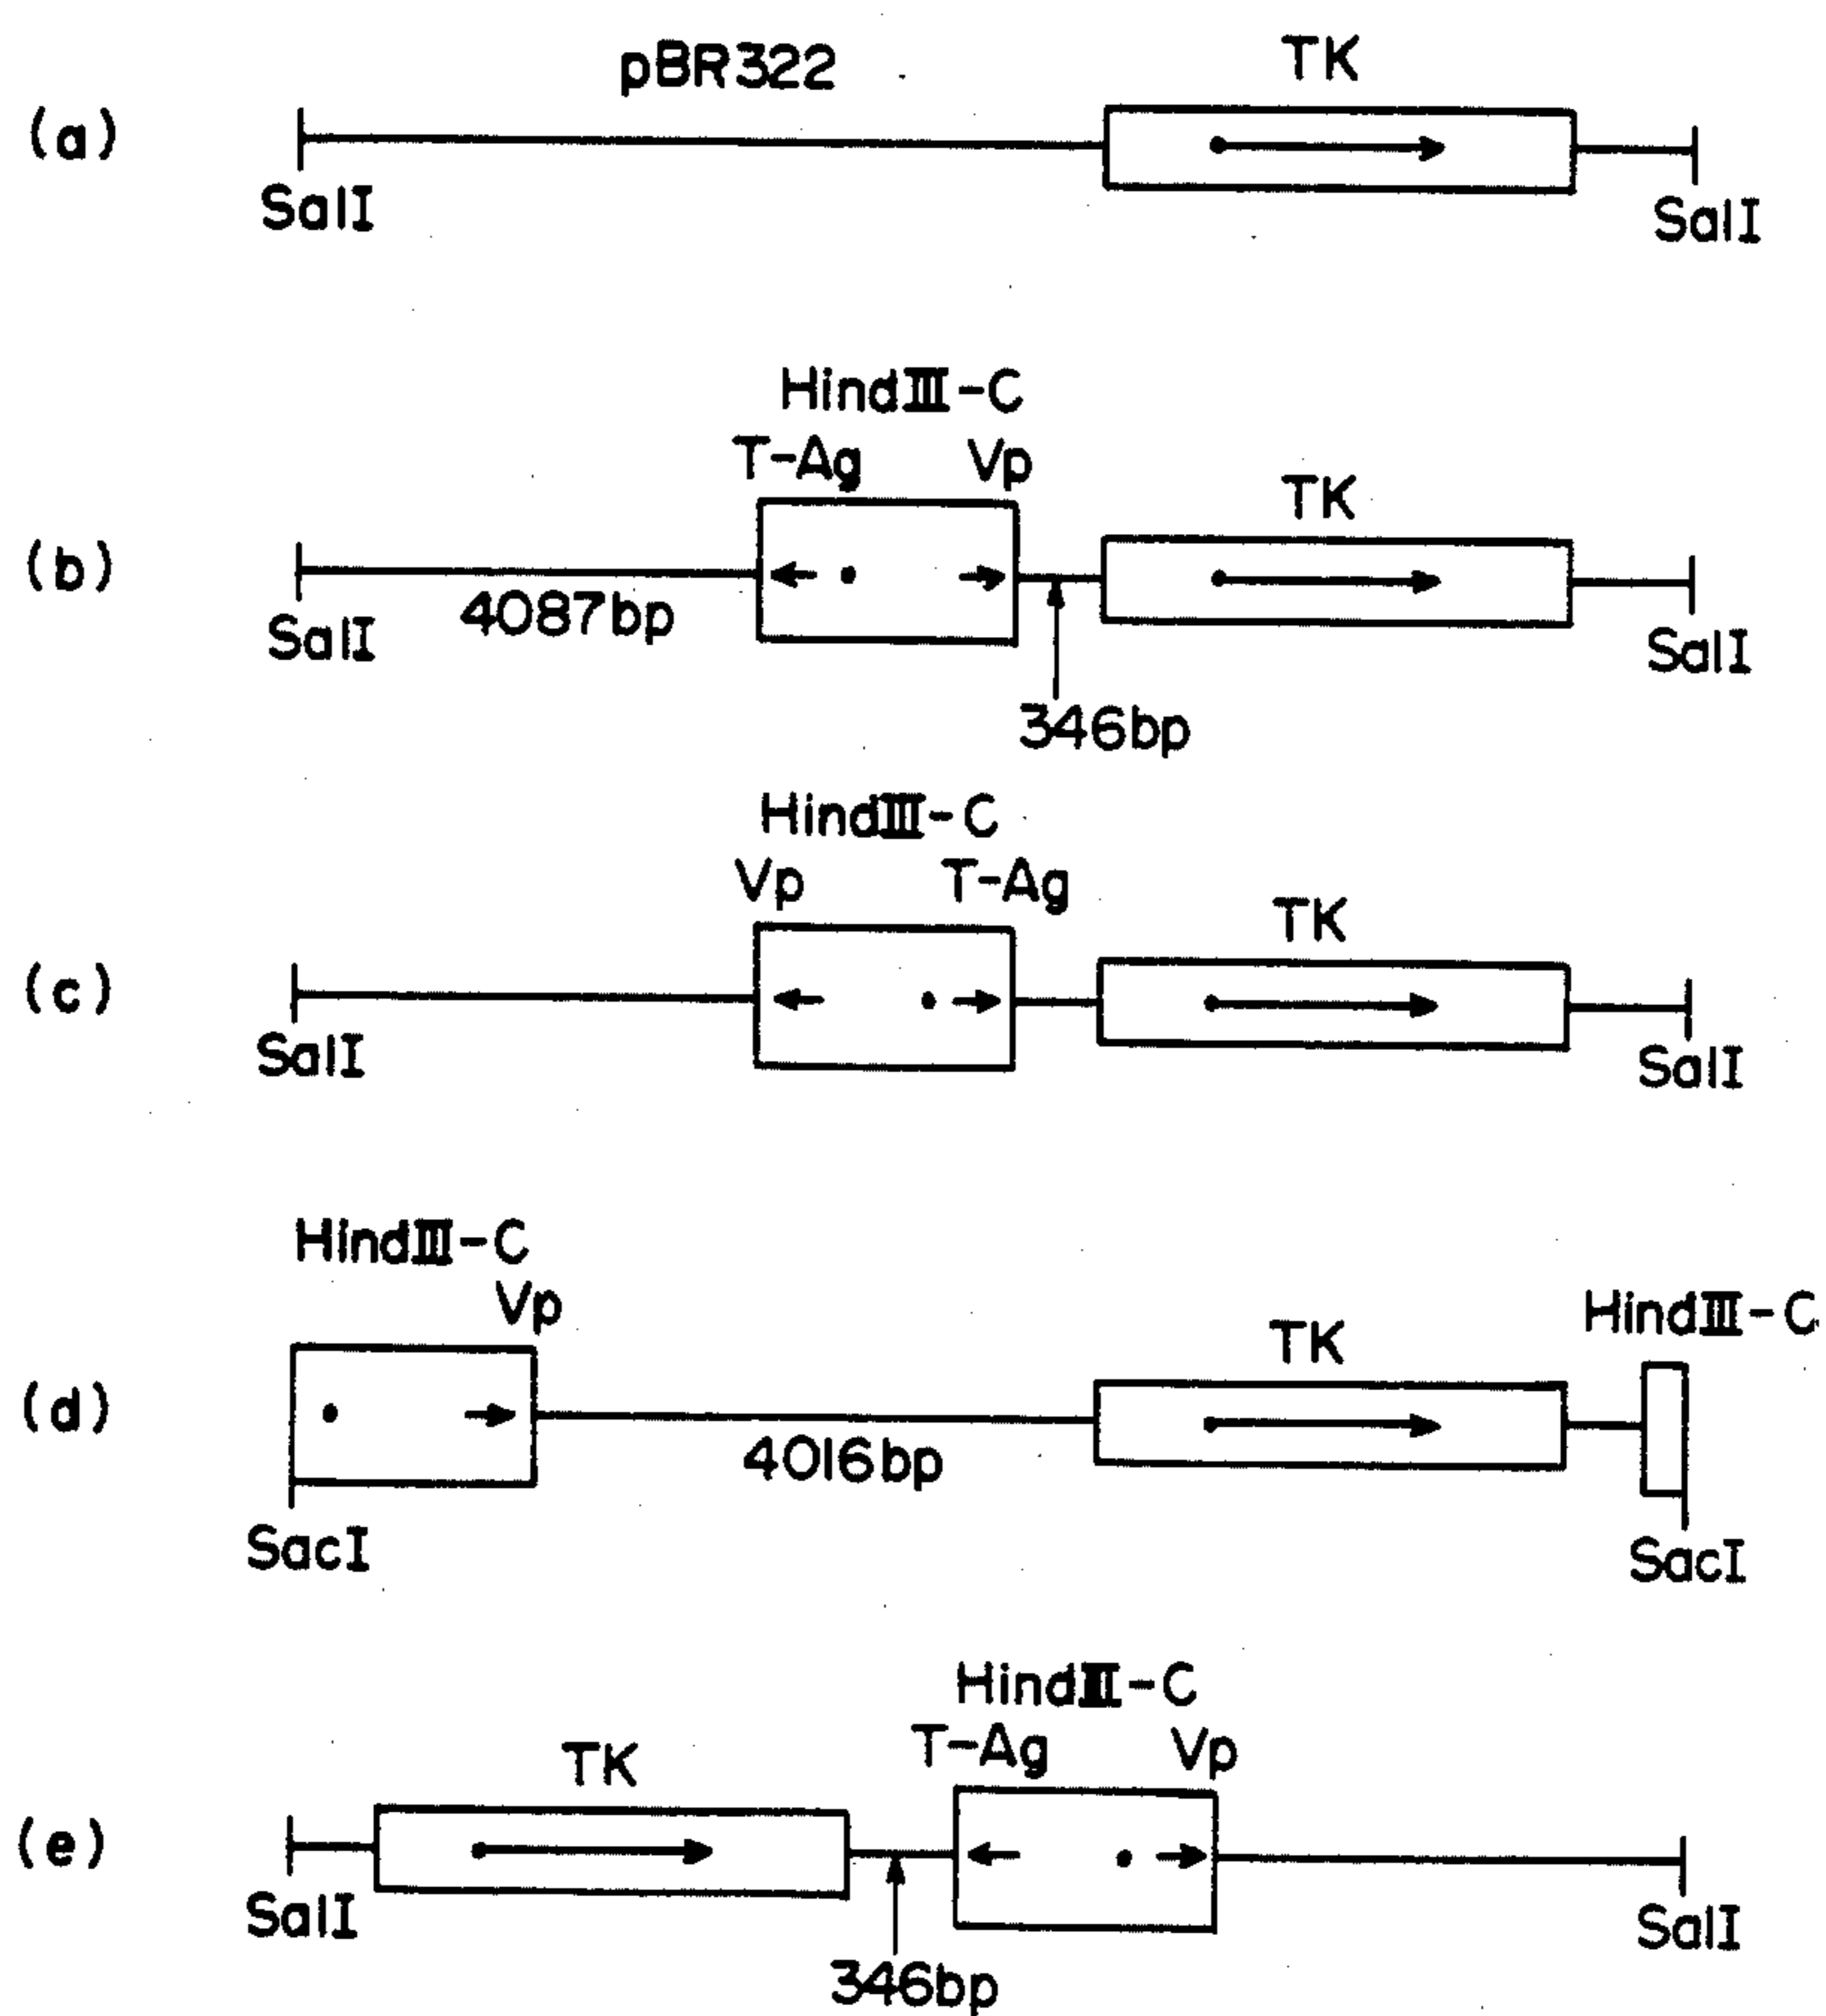 pBR322
TK
(a)
SalI
SalI
HindIII-C
T-Ag Vp
TK
(b)
4087bp
SalI
SalI
346bp
HindIII-C
Vp T-Ag
TK
(c)
SalI
SalI
HindIII-C
Vp
HindIII-C
TK
(d)
4016bp
SacI
SacI
HindIII-C
T-Ag Vp
TK
(e)
SalI
SalI
346bp